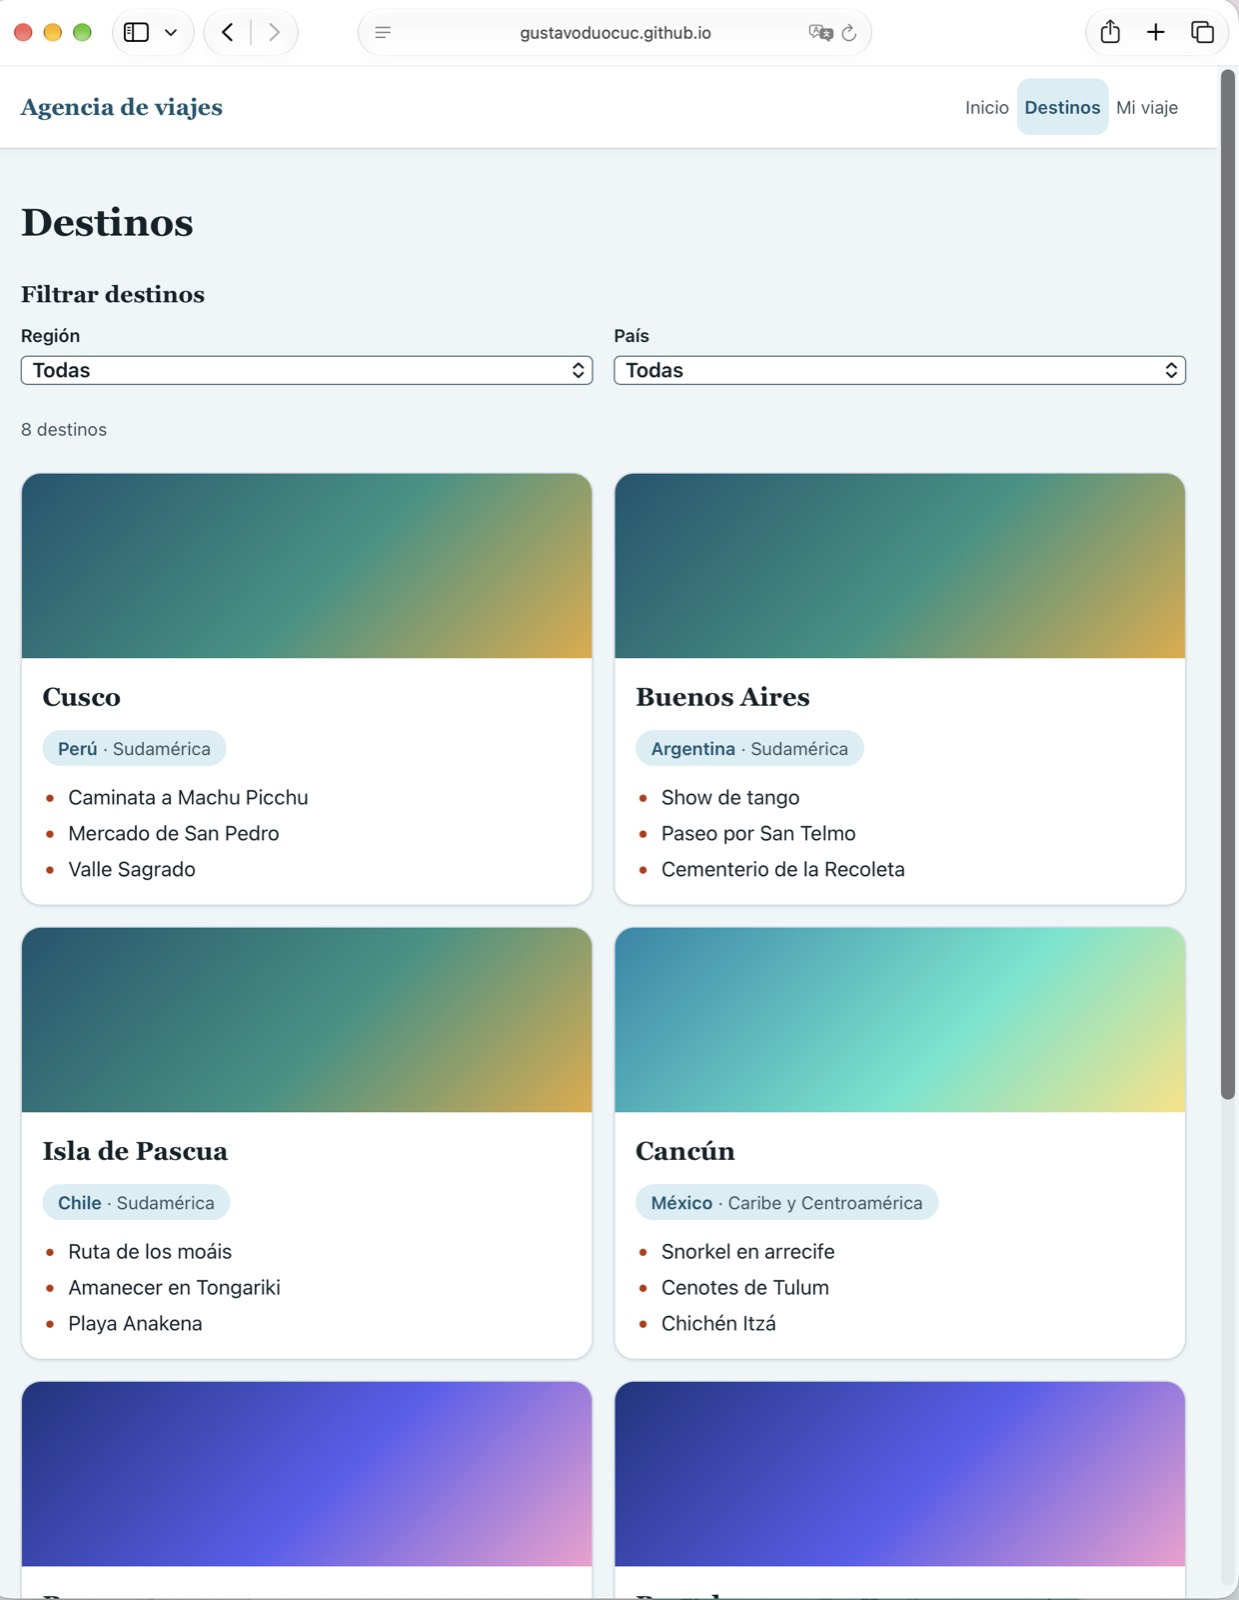 gustavoduocuc.github.io
Agencia de viajes
Inicio
Destinos
Mi viaje
Destinos
Filtrar destinos
Región
País
Todas
Todas
8 destinos
Cusco
Perú · Sudamérica
Caminata a Machu Picchu
Mercado de San Pedro
Valle Sagrado
Buenos Aires
Argentina · Sudamérica
Show de tango
Paseo por San Telmo
Cementerio de la Recoleta
Isla de Pascua
Chile · Sudamérica
Ruta de los moáis
Amanecer en Tongariki
Playa Anakena
Cancún
México · Caribe y Centroamérica
Snorkel en arrecife
Cenotes de Tulum
Chichén Itzá